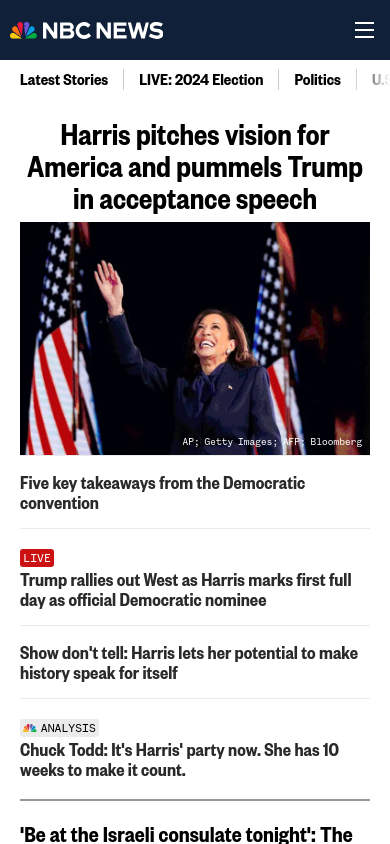 NBC NEWS
Latest Stories
LIVE: 2024 Election
Politics
U.S
Harris pitches vision for
America and pummels Trump
in acceptance speech
AP; Getty Images; AFP; Bloomberg
Five key takeaways from the Democratic
convention
LIVE
Trump rallies out West as Harris marks first full
day as official Democratic nominee
Show don't tell: Harris lets her potential to make
history speak for itself
ANALYSIS
Chuck Todd: It's Harris' party now. She has 10
weeks to make it count.
'Be at the Israeli consulate tonight': The